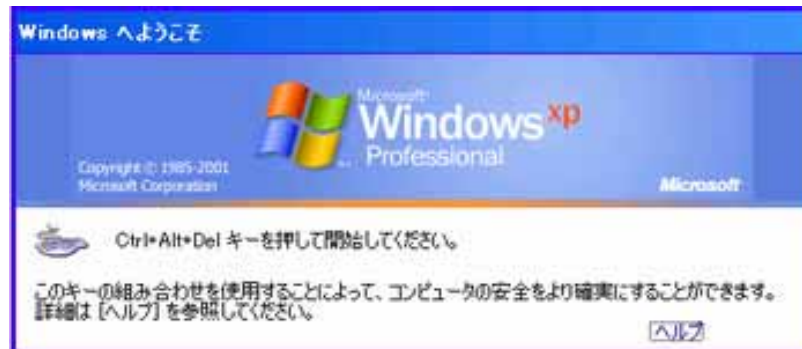 Windows へようこそ
Microsoft
Windows xp
Professional
Copyright © 1985-2001
Microsoft Corporation
Microsoft
Ctrl+Alt+Del キーを押して開始してください。
このキーの組み合わせを使用することによって、コンピュータの安全をより確実にすることができます。
詳細は [ヘルプ] を参照してください。
ヘルプ